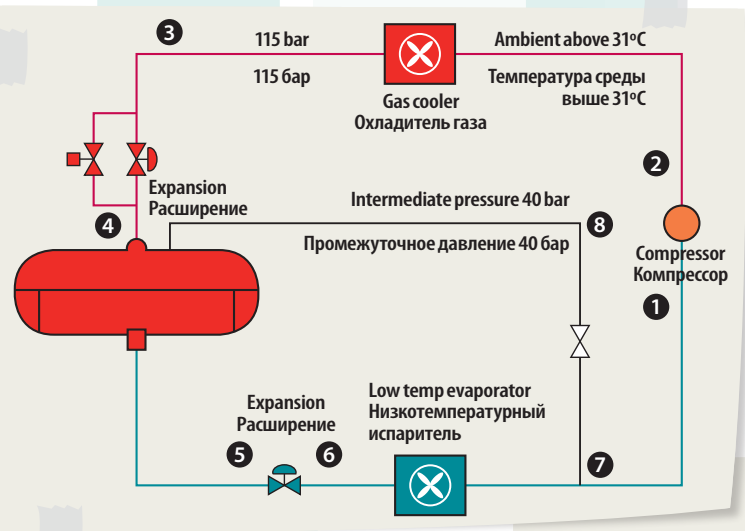 3
115 bar
115 бар
Ambient above 31ºC
Температура среды
выше 31ºC
Gas cooler
Охладитель газа
2
Expansion
Расширение
4
Intermediate pressure 40 bar
Промежуточное давление 40 бар
8
Compressor
Компрессор
1
Low temp evaporator
Низкотемпературный
испаритель
Expansion
Расширение
5
6
7